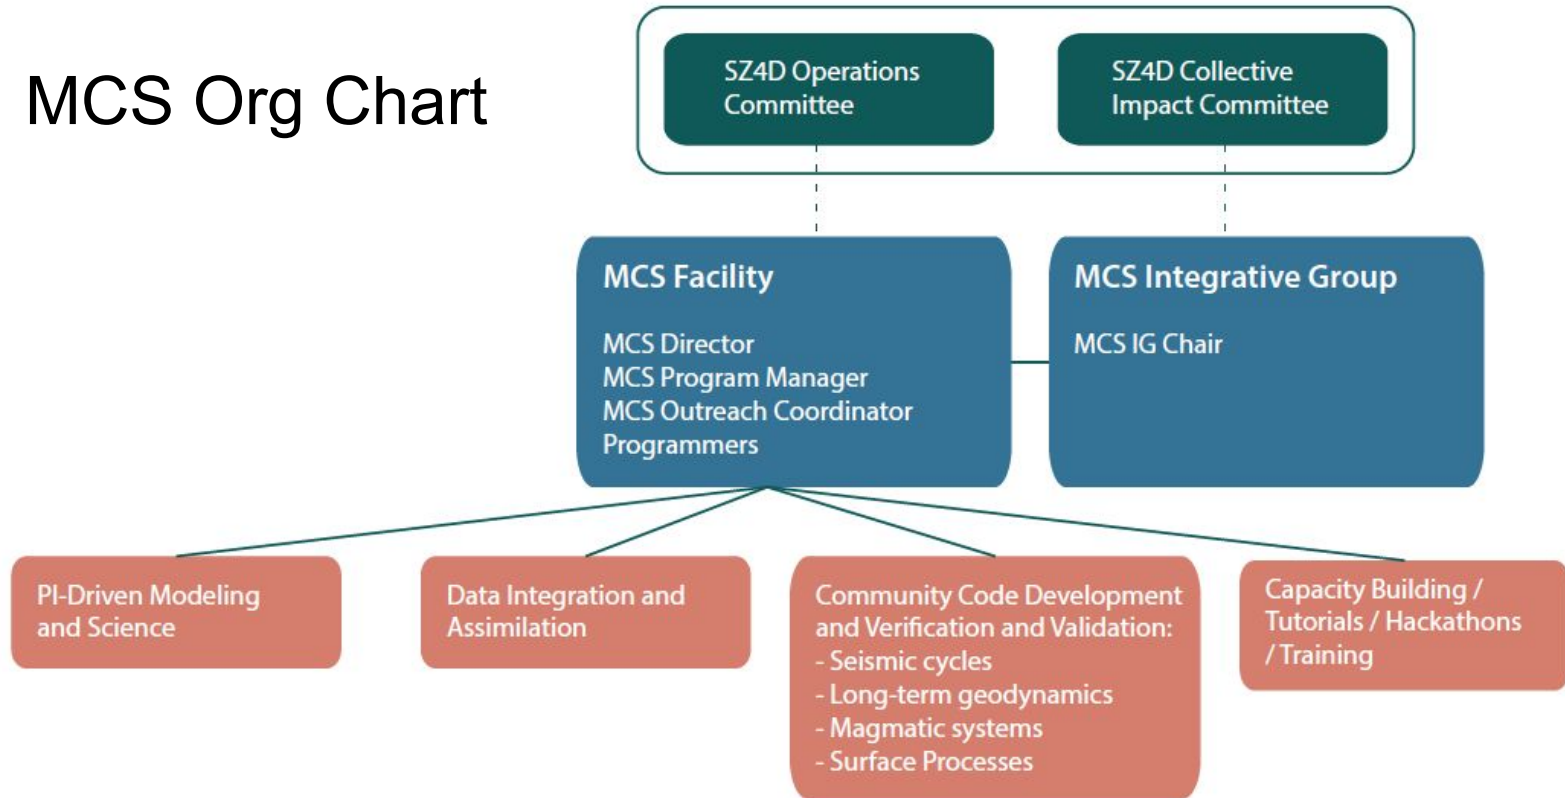 MCS Org Chart
SZ4D Operations
Committee
SZ4D Collective
Impact Committee
MCS Facility
MCS Director
MCS Program Manager
MCS Outreach Coordinator
Programmers
MCS Integrative Group
MCS IG Chair
PI-Driven Modeling
and Science
Data Integration and
Assimilation
Community Code Development
and Verification and Validation:
- Seismic cycles
- Long-term geodynamics
- Magmatic systems
- Surface Processes
Capacity Building /
Tutorials / Hackathons
/ Training